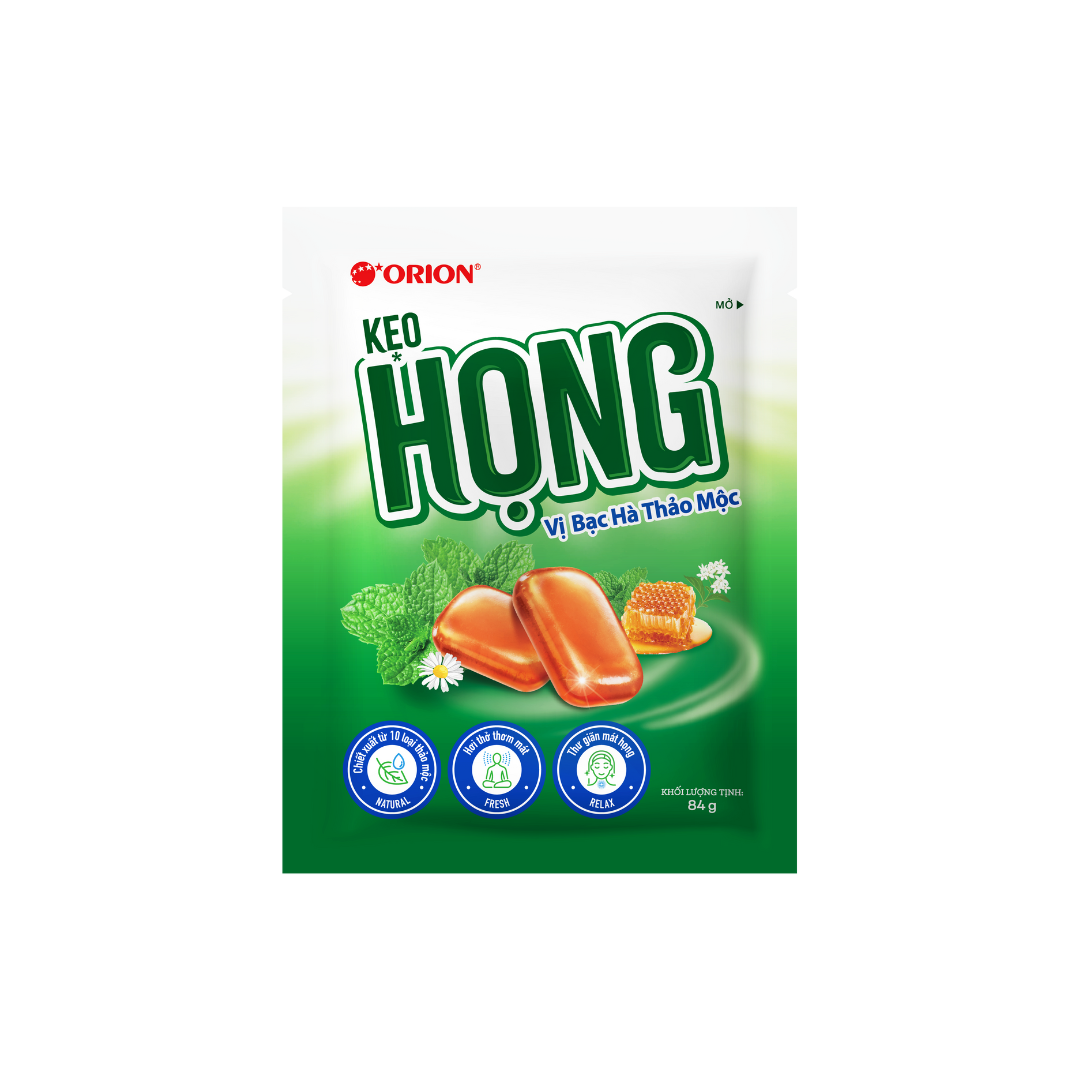 ORION®
MỞ
KẸO
*
HỌNG
Vị Bạc Hà Thảo Mộc
Chiết xuất từ 10 loại thảo mộc
NATURAL
Hơi thở thơm mát
FRESH
Thư giãn mát họng
RELAX
KHỐI LƯỢNG TỊNH:
84 g